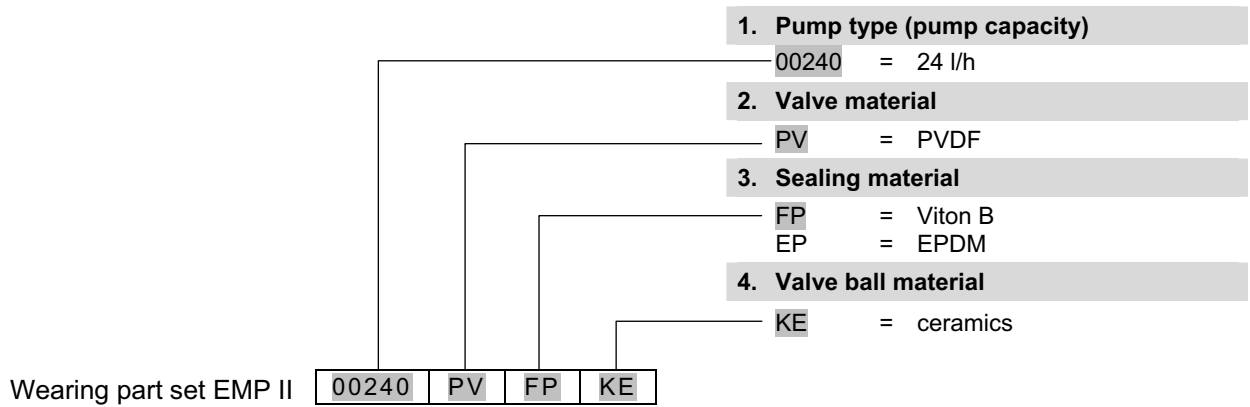 1. Pump type (pump capacity)
00240 = 24 l/h
2. Valve material
PV = PVDF
3. Sealing material
FP = Viton B
EP = EPDM
4. Valve ball material
KE = ceramics
Wearing part set EMP II 00240 PV FP KE